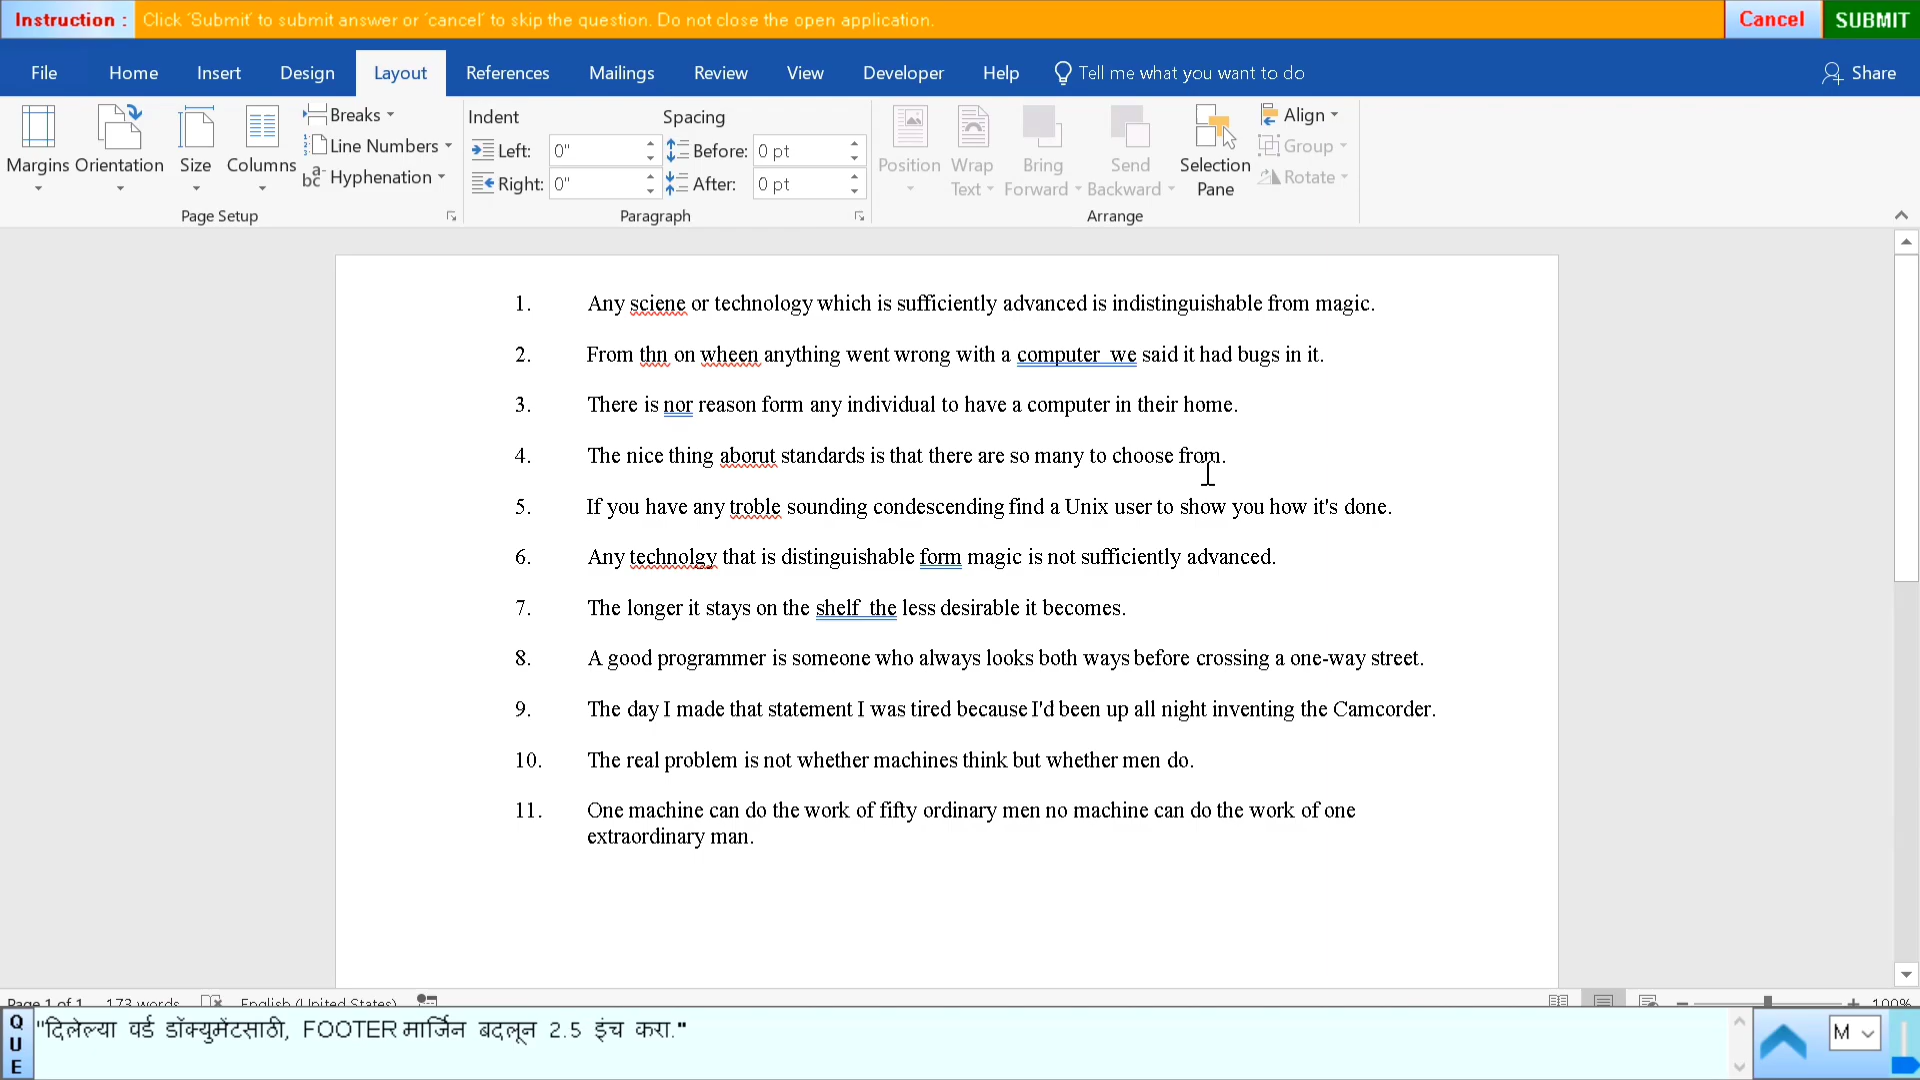 Instruction : Click 'Submit' to submit answer or 'cancel' to skip the question. Do not close the open application. Cancel SUBMIT
File Home Insert Design Layout References Mailings Review View Developer Help Tell me what you want to do Share
Margins Orientation Size Columns Breaks Line Numbers Hyphenation
Page Setup
Indent Spacing
Left: 0" Before: 0 pt
Right: 0" After: 0 pt
Paragraph
Position Wrap Text Bring Forward Send Backward Selection Pane Align Group Rotate
Arrange
1. Any sciene or technology which is sufficiently advanced is indistinguishable from magic.
2. From thn on wheen anything went wrong with a computer  we said it had bugs in it.
3. There is nor reason form any individual to have a computer in their home.
4. The nice thing aborut standards is that there are so many to choose from.
5. If you have any troble sounding condescending find a Unix user to show you how it's done.
6. Any technolgy that is distinguishable form magic is not sufficiently advanced.
7. The longer it stays on the shelf  the less desirable it becomes.
8. A good programmer is someone who always looks both ways before crossing a one-way street.
9. The day I made that statement I was tired because I'd been up all night inventing the Camcorder.
10. The real problem is not whether machines think but whether men do.
11. One machine can do the work of fifty ordinary men no machine can do the work of one
extraordinary man.
Page 1 of 1 173 words English (United States) 100%
QUE "दिलेल्या वर्ड डॉक्युमेंटसाठी, FOOTER मार्जिन बदलून 2.5 इंच करा." M